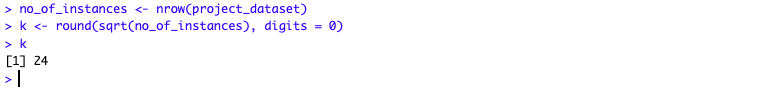 > no_of_instances <- nrow(project_dataset)
> k <- round(sqrt(no_of_instances), digits = 0)
> k
[1] 24
>